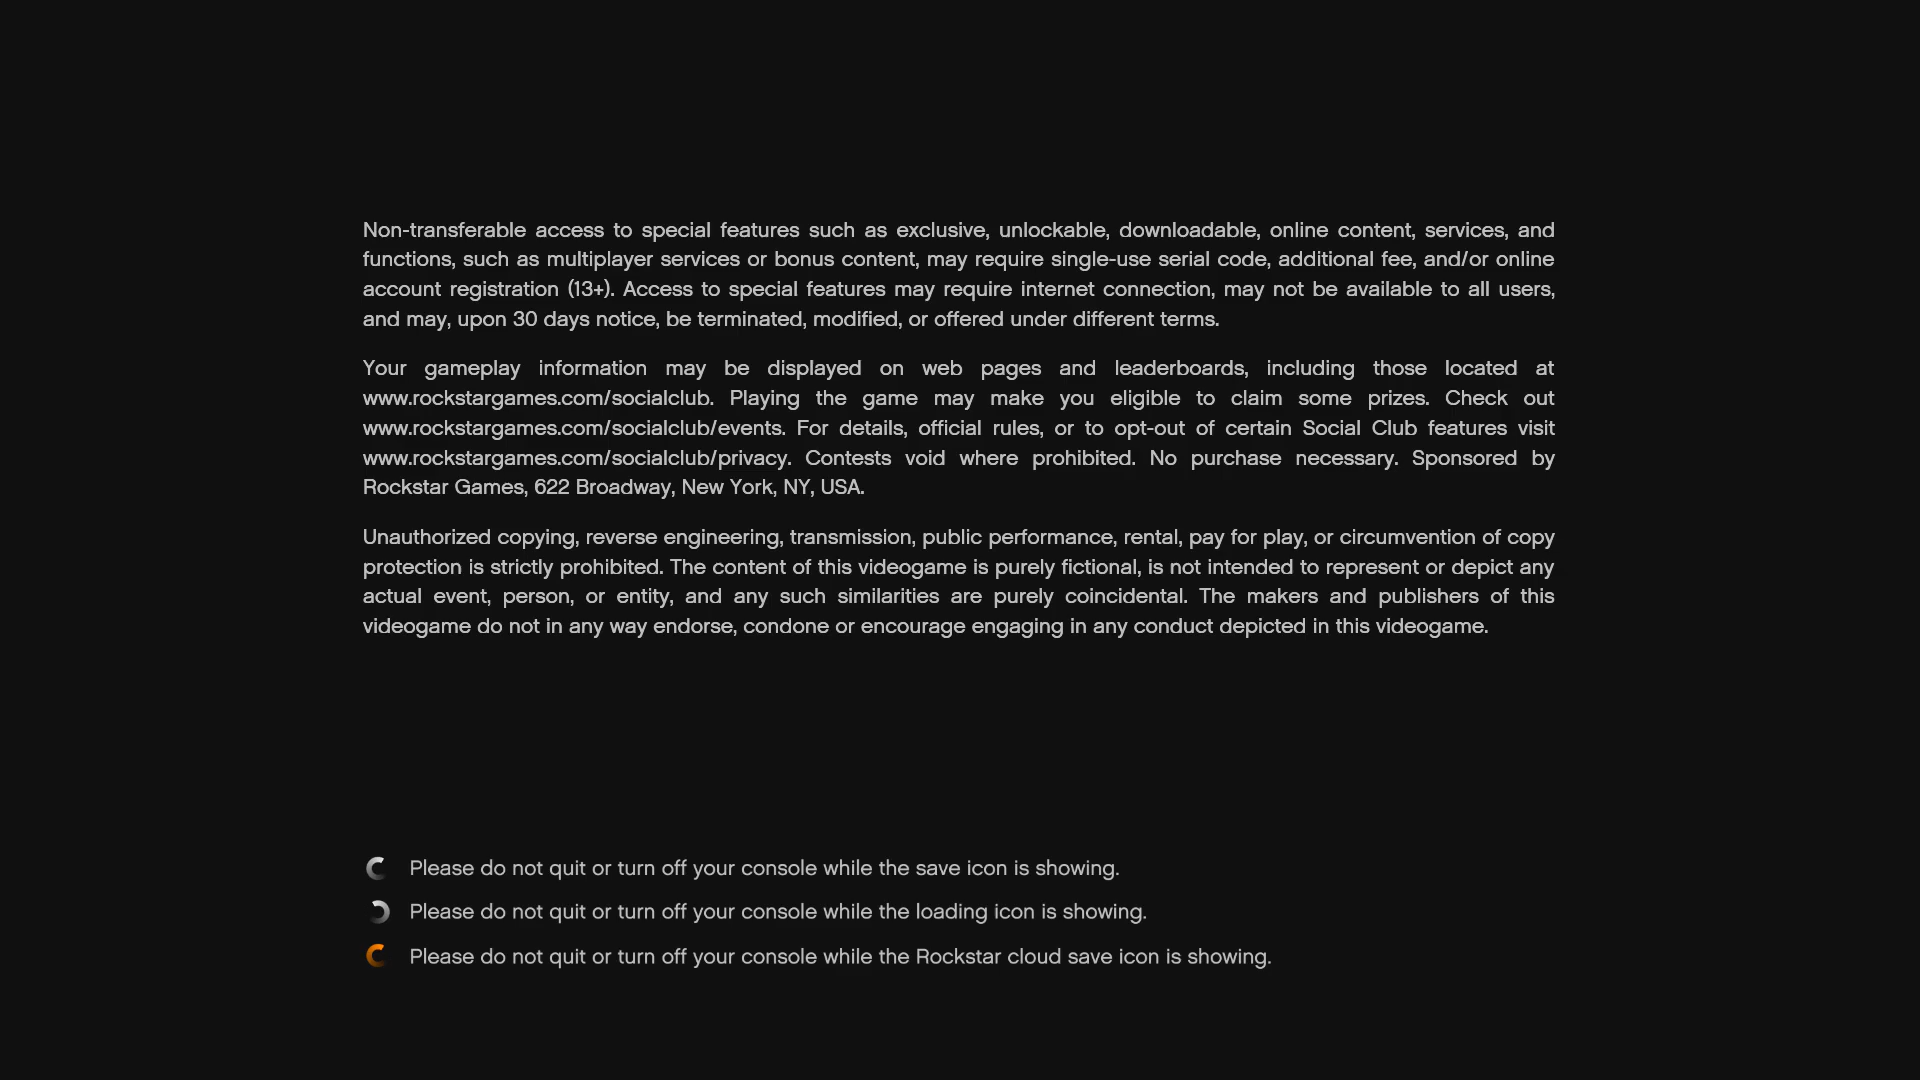 Non-transferable access to special features such as exclusive, unlockable, downloadable, online content, services, and
functions, such as multiplayer services or bonus content, may require single-use serial code, additional fee, and/or online
account registration (13+). Access to special features may require internet connection, may not be available to all users,
and may, upon 30 days notice, be terminated, modified, or offered under different terms.
Your gameplay information may be displayed on web pages and leaderboards, including those located at
www.rockstargames.com/socialclub. Playing the game may make you eligible to claim some prizes. Check out
www.rockstargames.com/socialclub/events. For details, official rules, or to opt-out of certain Social Club features visit
www.rockstargames.com/socialclub/privacy. Contests void where prohibited. No purchase necessary. Sponsored by
Rockstar Games, 622 Broadway, New York, NY, USA.
Unauthorized copying, reverse engineering, transmission, public performance, rental, pay for play, or circumvention of copy
protection is strictly prohibited. The content of this videogame is purely fictional, is not intended to represent or depict any
actual event, person, or entity, and any such similarities are purely coincidental. The makers and publishers of this
videogame do not in any way endorse, condone or encourage engaging in any conduct depicted in this videogame.
Please do not quit or turn off your console while the save icon is showing.
Please do not quit or turn off your console while the loading icon is showing.
Please do not quit or turn off your console while the Rockstar cloud save icon is showing.